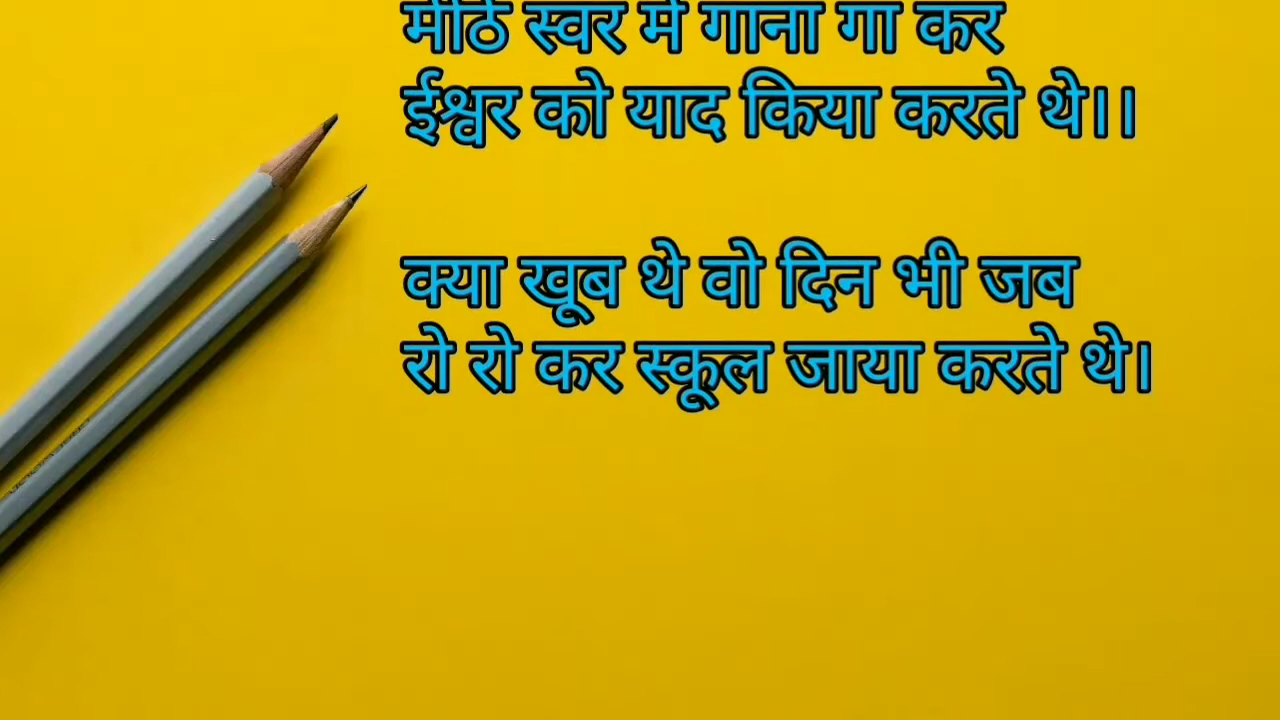 मीठे स्वर में गाना गा कर
ईश्वर को याद किया करते थे।।
क्या खूब थे वो दिन भी जब
रो रो कर स्कूल जाया करते थे।